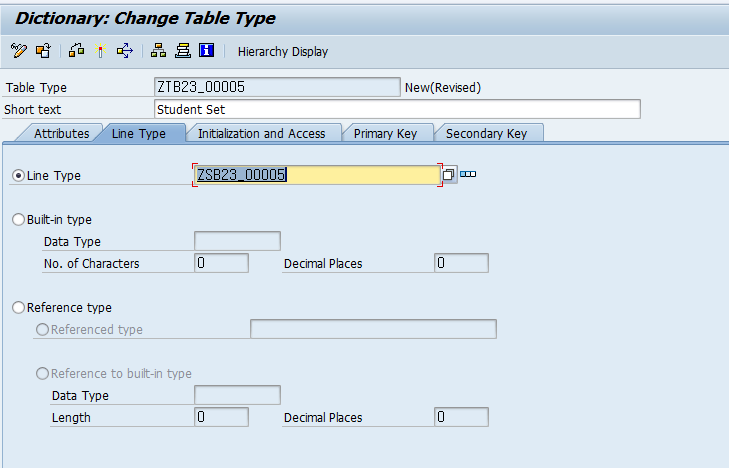 Dictionary: Change Table Type
Hierarchy Display
Table Type ZTB23_00005 New(Revised)
Short text Student Set
Attributes Line Type Initialization and Access Primary Key Secondary Key
Line Type ZSB23_00005
Built-in type
Data Type
No. of Characters 0 Decimal Places 0
Reference type
Referenced type
Reference to built-in type
Data Type
Length 0 Decimal Places 0